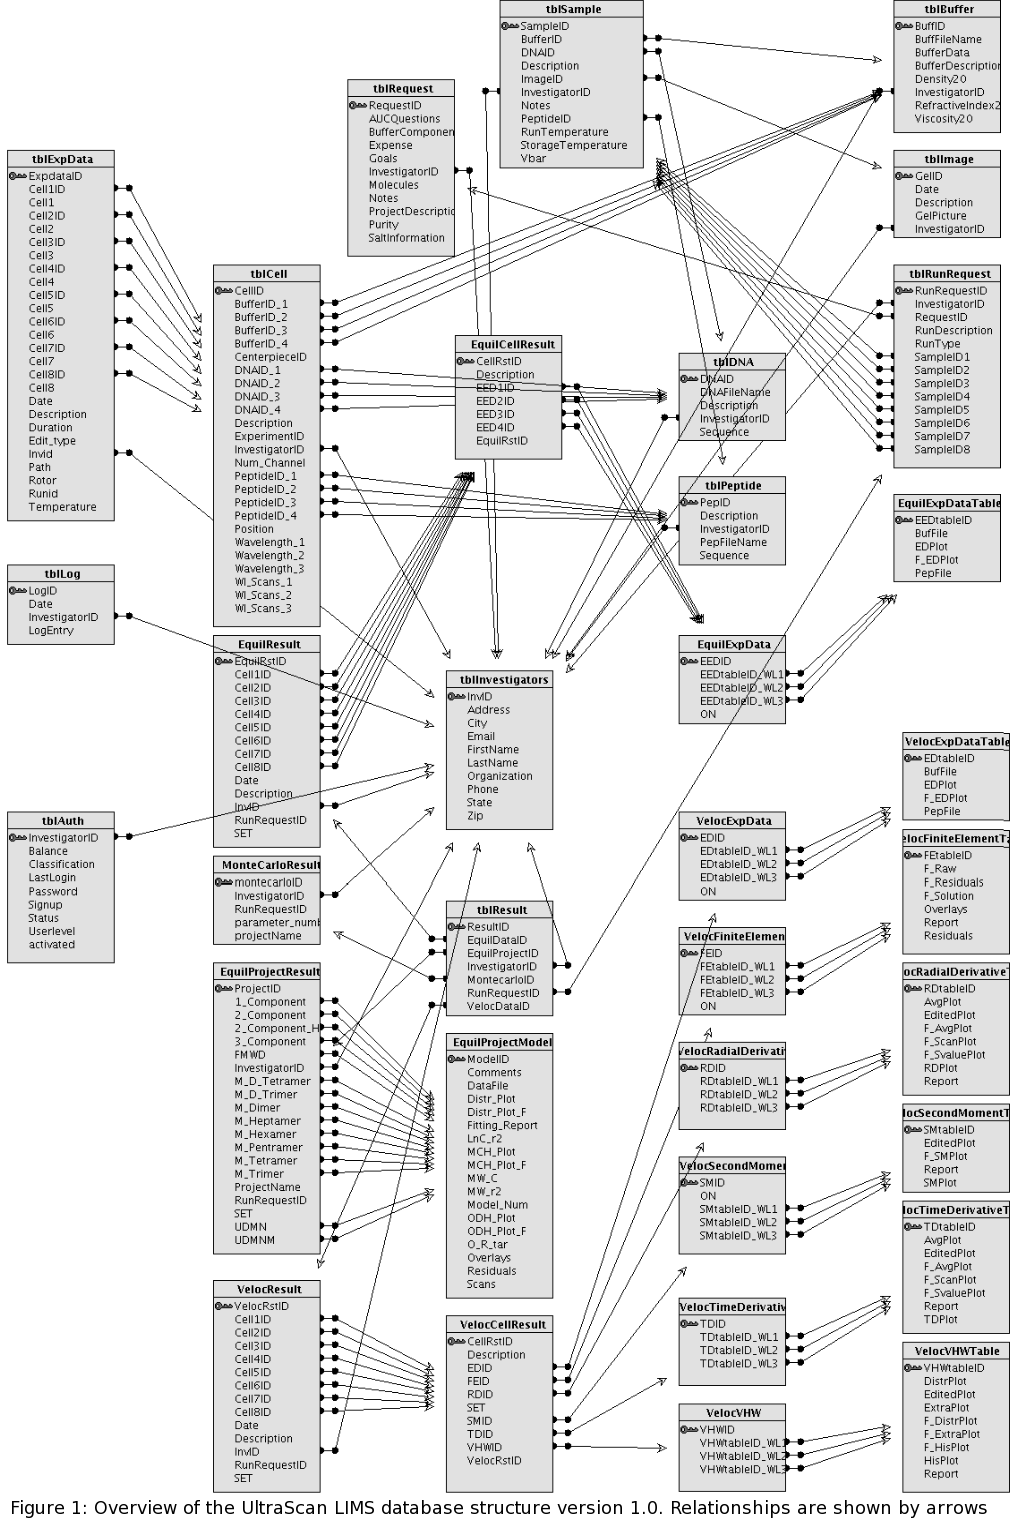 tblSample
SampleID
BufferID
DNAID
Description
ImageID
InvestigatorID
Notes
PeptideID
RunTemperature
StorageTemperature
Vbar
tblBuffer
BuffID
BuffFileName
BufferData
BufferDescription
Density20
InvestigatorID
RefractiveIndex2
Viscosity20
tblRequest
RequestID
AUCQuestions
BufferComponen
Expense
Goals
InvestigatorID
Molecules
Notes
ProjectDescriptic
Purity
SaltInformation
tblExpData
ExpdataID
Cell1ID
Cell1
Cell2ID
Cell2
Cell3ID
Cell3
Cell4ID
Cell4
Cell5ID
Cell5
Cell6ID
Cell6
Cell7ID
Cell7
Cell8ID
Cell8
Date
Description
Duration
Edit_type
Invid
Path
Rotor
Runid
Temperature
tblImage
GelID
Date
Description
GelPicture
InvestigatorID
tblCell
CellID
BufferID_1
BufferID_2
BufferID_3
BufferID_4
CenterpieceID
DNAID_1
DNAID_2
DNAID_3
DNAID_4
Description
ExperimentID
InvestigatorID
Num_Channel
PeptideID_1
PeptideID_2
PeptideID_3
PeptideID_4
Position
Wavelength_1
Wavelength_2
Wavelength_3
Wl_Scans_1
Wl_Scans_2
Wl_Scans_3
tblRunRequest
RunRequestID
InvestigatorID
RequestID
RunDescription
RunType
SampleID1
SampleID2
SampleID3
SampleID4
SampleID5
SampleID6
SampleID7
SampleID8
EquilCellResult
CellRstID
Description
EED1ID
EED2ID
EED3ID
EED4ID
EquilRstID
tblDNA
DNAID
DNAFileName
Description
InvestigatorID
Sequence
tblPeptide
PepID
Description
InvestigatorID
PepFileName
Sequence
EquilExpDataTable
EEDtableID
BufFile
EDPlot
F_EDPlot
PepFile
tblLog
LogID
Date
InvestigatorID
LogEntry
EquilResult
EquilRstID
Cell1ID
Cell2ID
Cell3ID
Cell4ID
Cell5ID
Cell6ID
Cell7ID
Cell8ID
Date
Description
InvID
RunRequestID
SET
tblInvestigators
InvID
Address
City
Email
FirstName
LastName
Organization
Phone
State
Zip
EquilExpData
EEDID
EEDtableID_WL1
EEDtableID_WL2
EEDtableID_WL3
ON
VelocExpDataTable
EDtableID
BufFile
EDPlot
F_EDPlot
PepFile
tblAuth
InvestigatorID
Balance
Classification
LastLogin
Password
Signup
Status
Userlevel
activated
VelocExpData
EDID
EDtableID_WL1
EDtableID_WL2
EDtableID_WL3
ON
elocFiniteElementTa
FEtableID
F_Raw
F_Residuals
F_Solution
Overlays
Report
Residuals
MonteCarloResult
montecarloID
InvestigatorID
RunRequestID
parameter_numb
projectName
tblResult
ResultID
EquilDataID
EquilProjectID
InvestigatorID
MontecarloID
RunRequestID
VelocDataID
VelocFiniteElemen
FEID
FEtableID_WL1
FEtableID_WL2
FEtableID_WL3
ON
EquilProjectResult
ProjectID
1_Component
2_Component
2_Component_H
3_Component
FMWD
InvestigatorID
M_D_Tetramer
M_D_Trimer
M_Dimer
M_Heptamer
M_Hexamer
M_Pentramer
M_Tetramer
M_Trimer
ProjectName
RunRequestID
SET
UDMN
UDMNM
EquilProjectModel
ModelID
Comments
DataFile
Distr_Plot
Distr_Plot_F
Fitting_Report
LnC_r2
MCH_Plot
MCH_Plot_F
MW_C
MW_r2
Model_Num
ODH_Plot
ODH_Plot_F
O_R_tar
Overlays
Residuals
Scans
VelocRadialDerivati
RDID
RDtableID_WL1
RDtableID_WL2
RDtableID_WL3
ocRadialDerivativeT
RDtableID
AvgPlot
EditedPlot
F_AvgPlot
F_ScanPlot
F_SvaluePlot
RDPlot
Report
VelocSecondMomen
SMID
ON
SMtableID_WL1
SMtableID_WL2
SMtableID_WL3
locSecondMomentT
SMtableID
EditedPlot
F_SMPlot
Report
SMPlot
locTimeDerivativeT
TDtableID
AvgPlot
EditedPlot
F_AvgPlot
F_ScanPlot
F_SvaluePlot
Report
TDPlot
VelocResult
VelocRstID
Cell1ID
Cell2ID
Cell3ID
Cell4ID
Cell5ID
Cell6ID
Cell7ID
Cell8ID
Date
Description
InvID
RunRequestID
SET
VelocCellResult
CellRstID
Description
EDID
FEID
RDID
SET
SMID
TDID
VHWID
VelocRstID
VelocTimeDerivativ
TDID
TDtableID_WL1
TDtableID_WL2
TDtableID_WL3
VelocVHW
VHWID
VHWtableID_WL1
VHWtableID_WL2
VHWtableID_WL3
VelocVHWTable
VHWtableID
DistrPlot
EditedPlot
ExtraPlot
F_DistrPlot
F_ExtraPlot
F_HisPlot
HisPlot
Report
Figure 1: Overview of the UltraScan LIMS database structure version 1.0. Relationships are shown by arrows